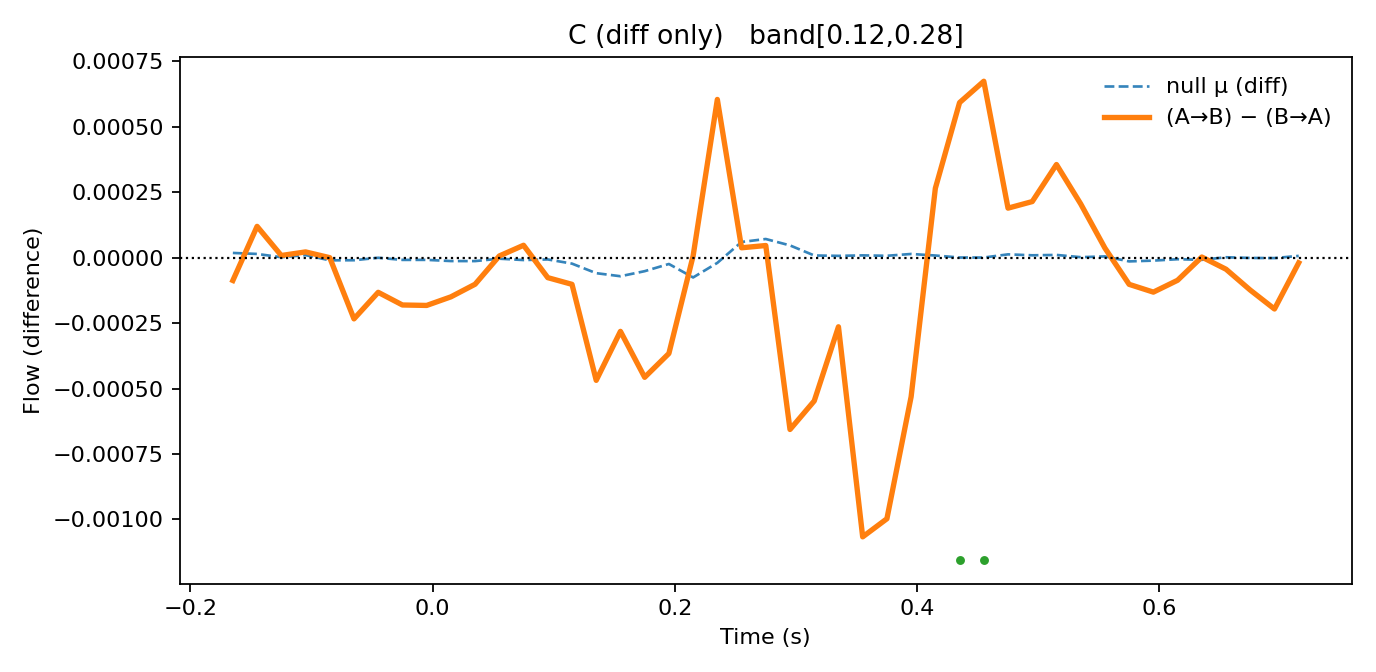 C (diff only)   band[0.12,0.28]
null μ (diff)
(A→B) − (B→A)
Flow (difference)
0.00075
0.00050
0.00025
0.00000
−0.00025
−0.00050
−0.00075
−0.00100
−0.2
0.0
0.2
0.4
0.6
Time (s)